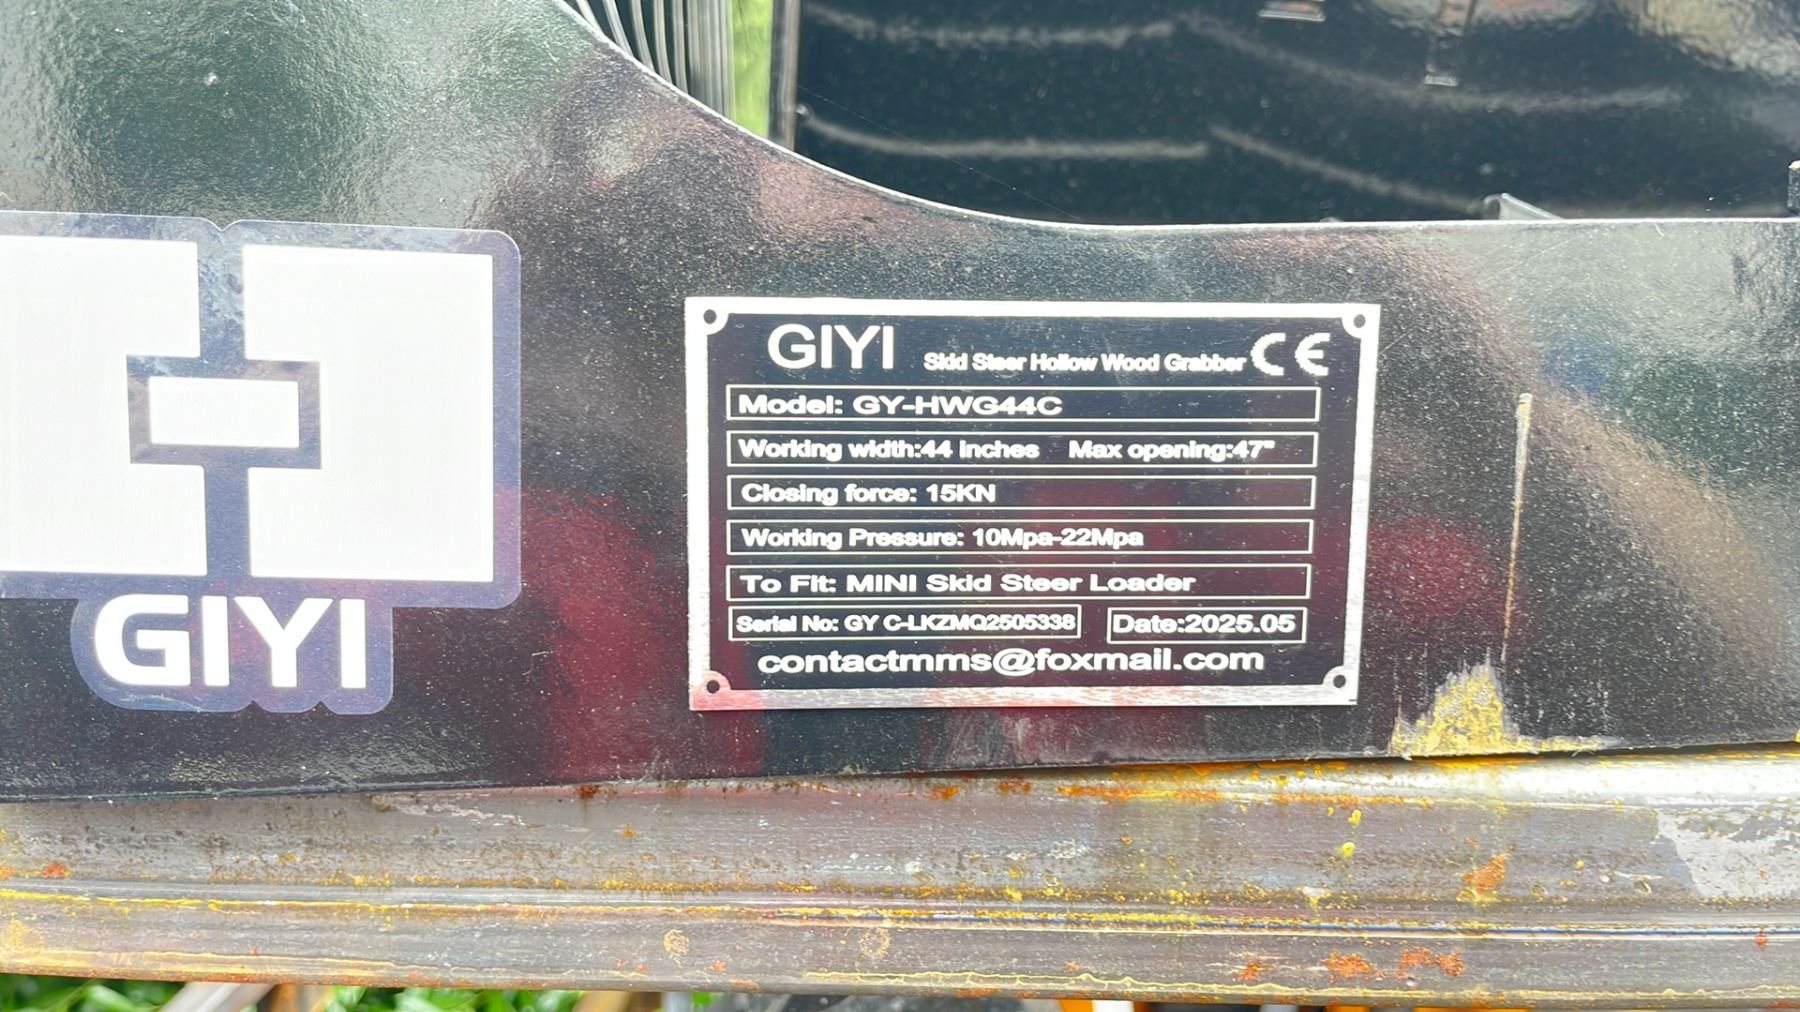 GIYI
GIYI Skid Steer Hollow Wood Grabber CE
Model: GY-HWG44C
Working width:44 inches Max opening:47"
Closing force: 15KN
Working Pressure: 10Mpa-22Mpa
To Fit: MINI Skid Steer Loader
Serial No: GY C-LKZMQ2505338 Date:2025.05
contactmms@foxmail.com